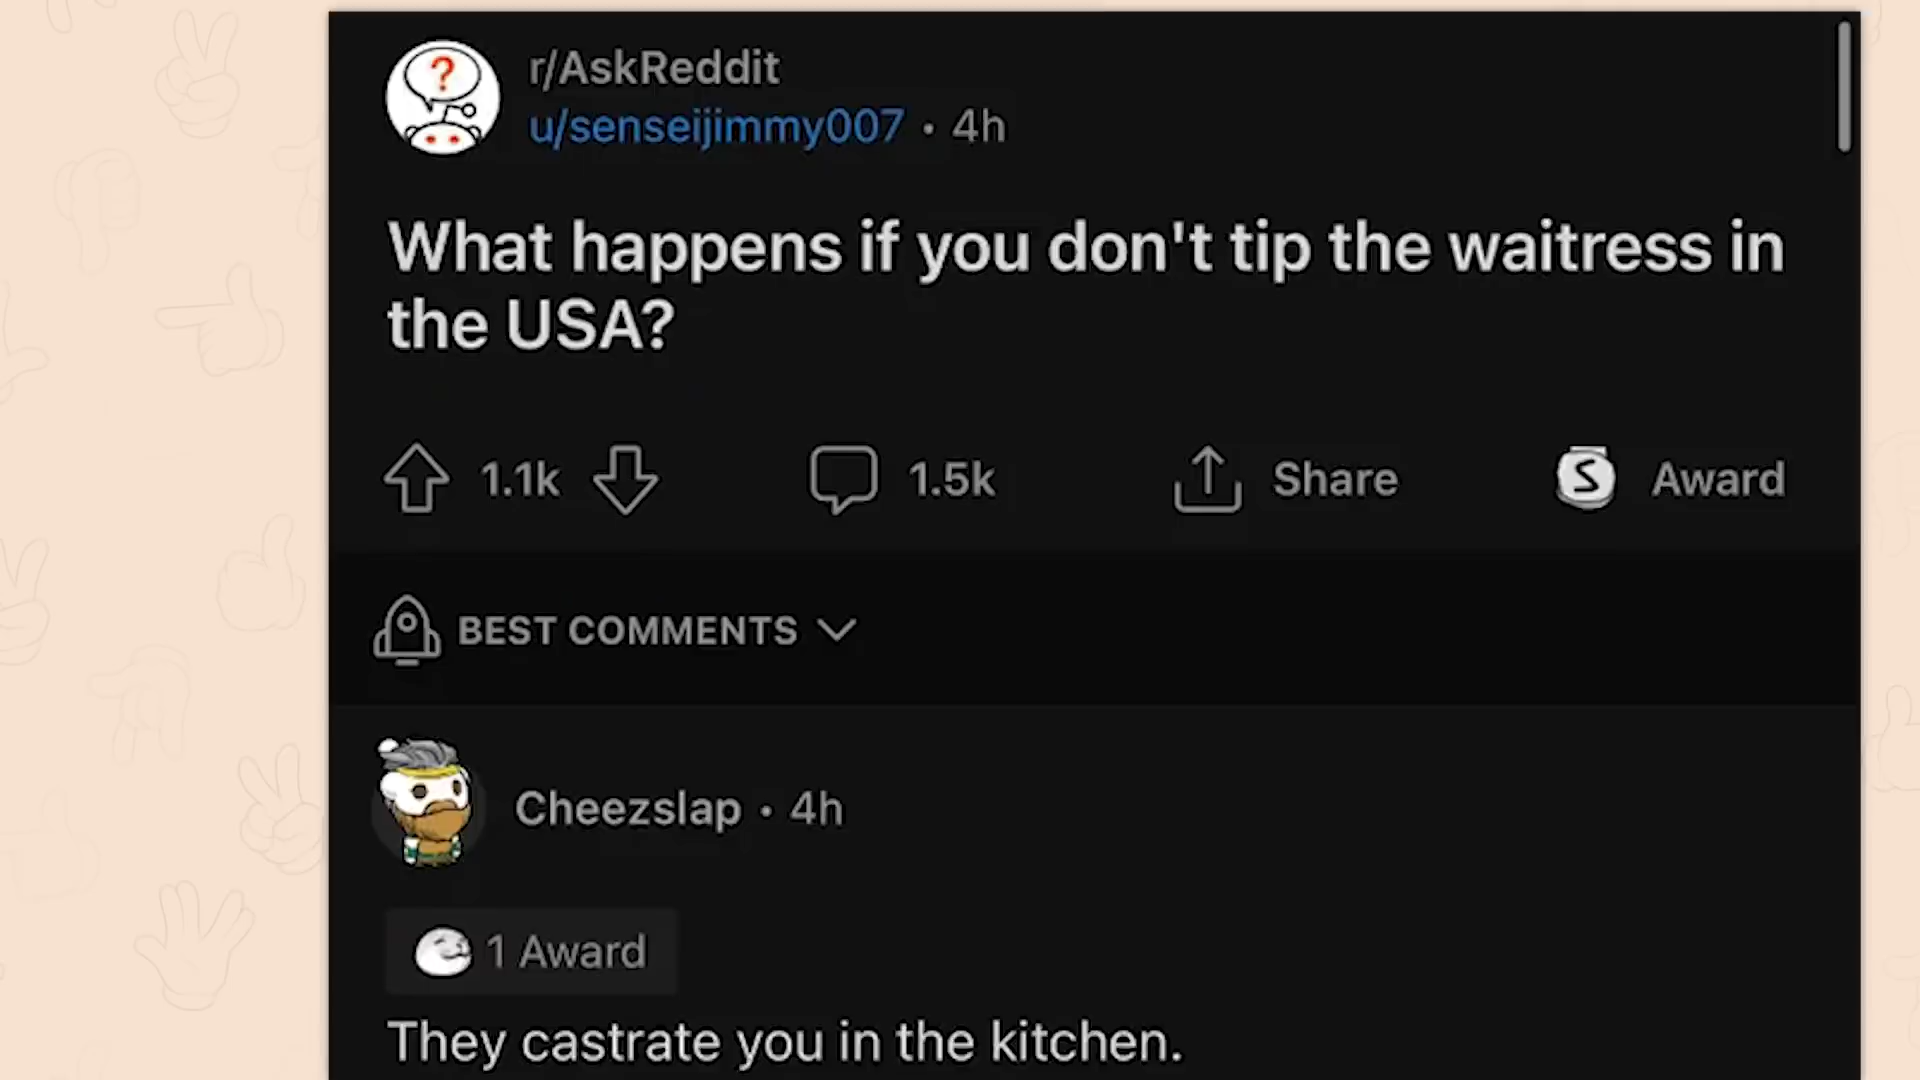 r/AskReddit
u/senseijimmy007 • 4h
What happens if you don't tip the waitress in
the USA?
1.1k 1.5k Share Award
BEST COMMENTS
Cheezslap • 4h
1 Award
They castrate you in the kitchen.